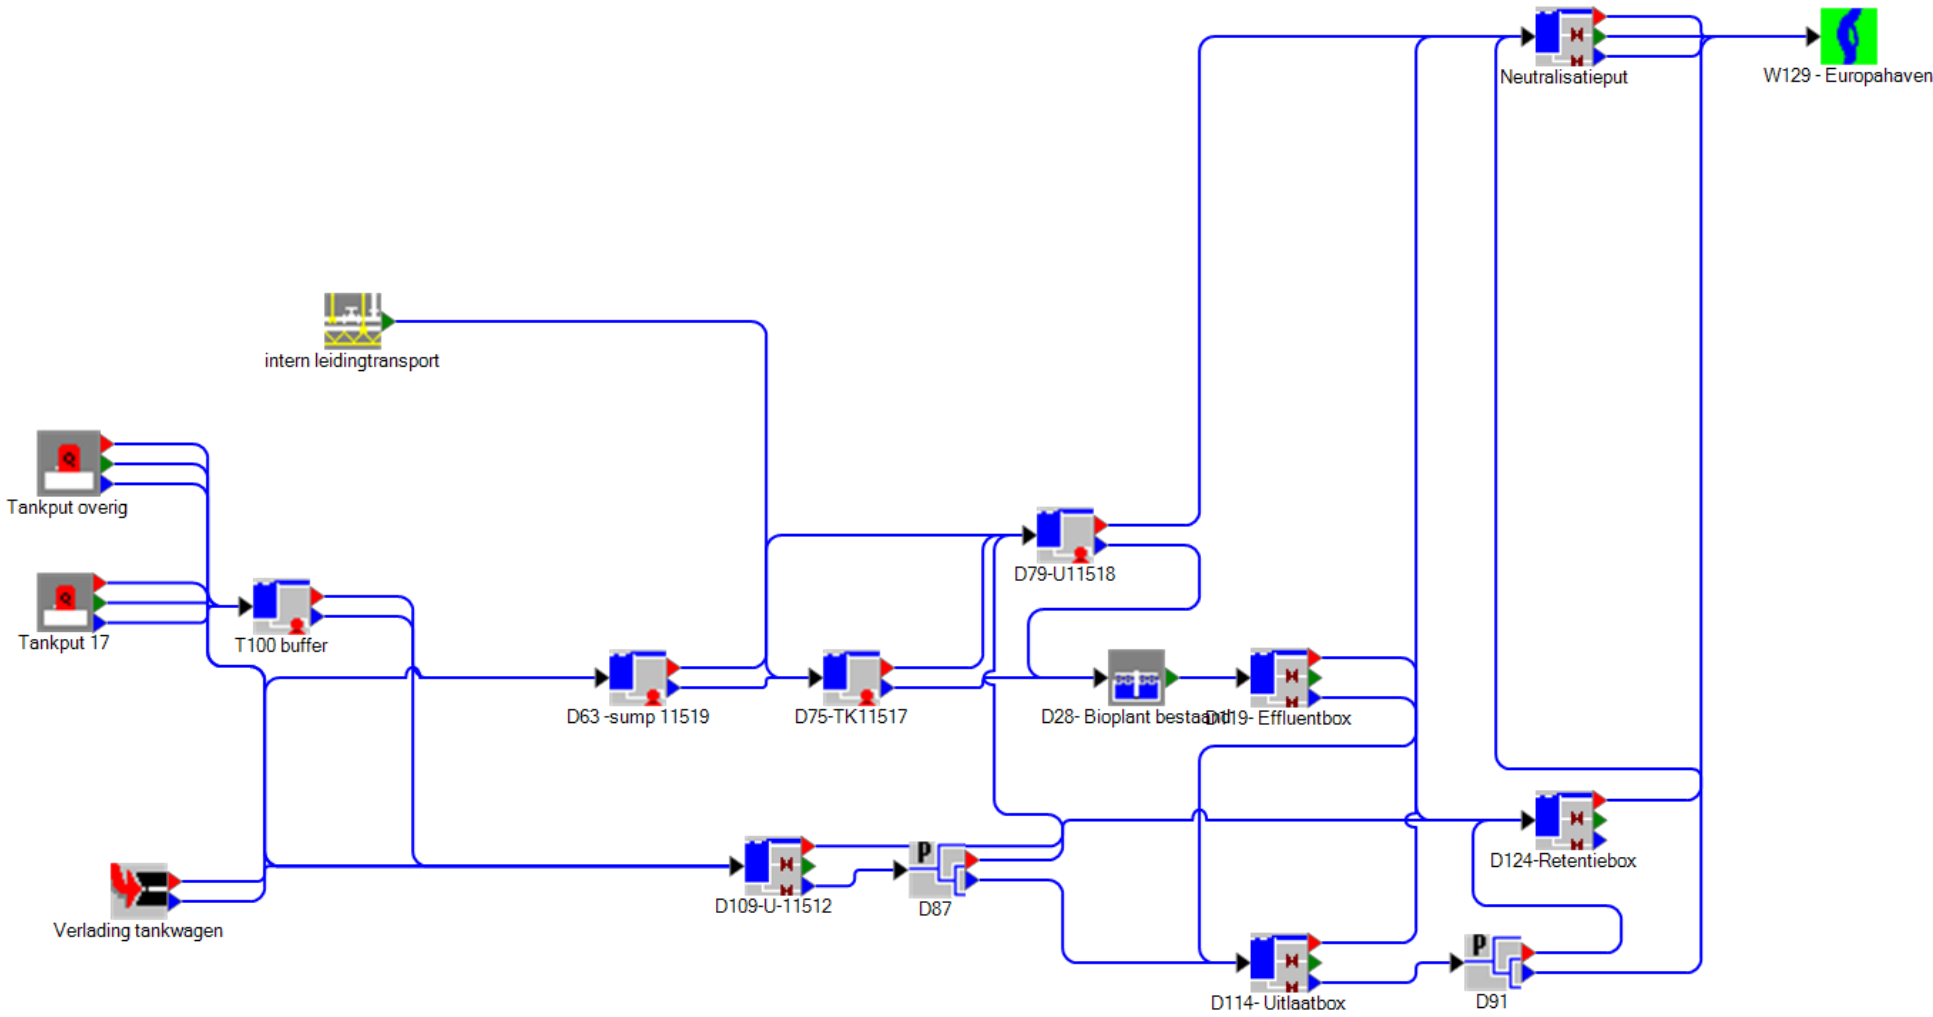 Neutralisatieput
W129 - Europahaven
intern leidingtransport
Tankput overig
D79-U11518
Tankput 17
T100 buffer
D63 -sump 11519
D75-TK11517
D28- Bioplant bestaand
D119- Effluentbox
D124-Retentiebox
Q
Q
P
D109-U-11512
D87
Verlading tankwagen
P
D114- Uitlaatbox
D91